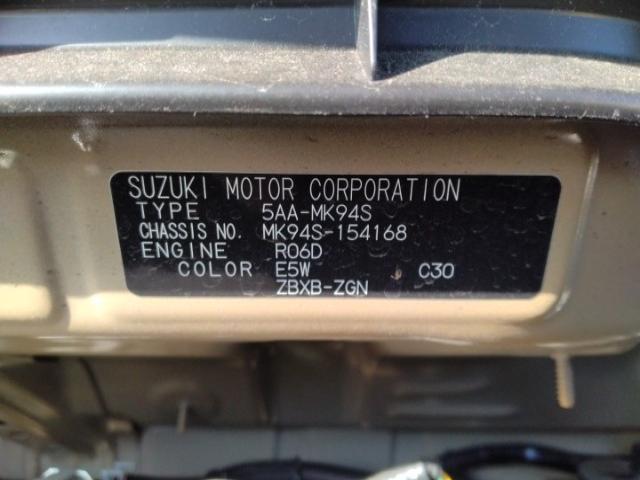 SUZUKI MOTOR CORPORATION
TYPE 5AA-MK94S
CHASSIS NO. MK94S-154168
ENGINE R06D
COLOR E5W C30
ZBXB-ZGN